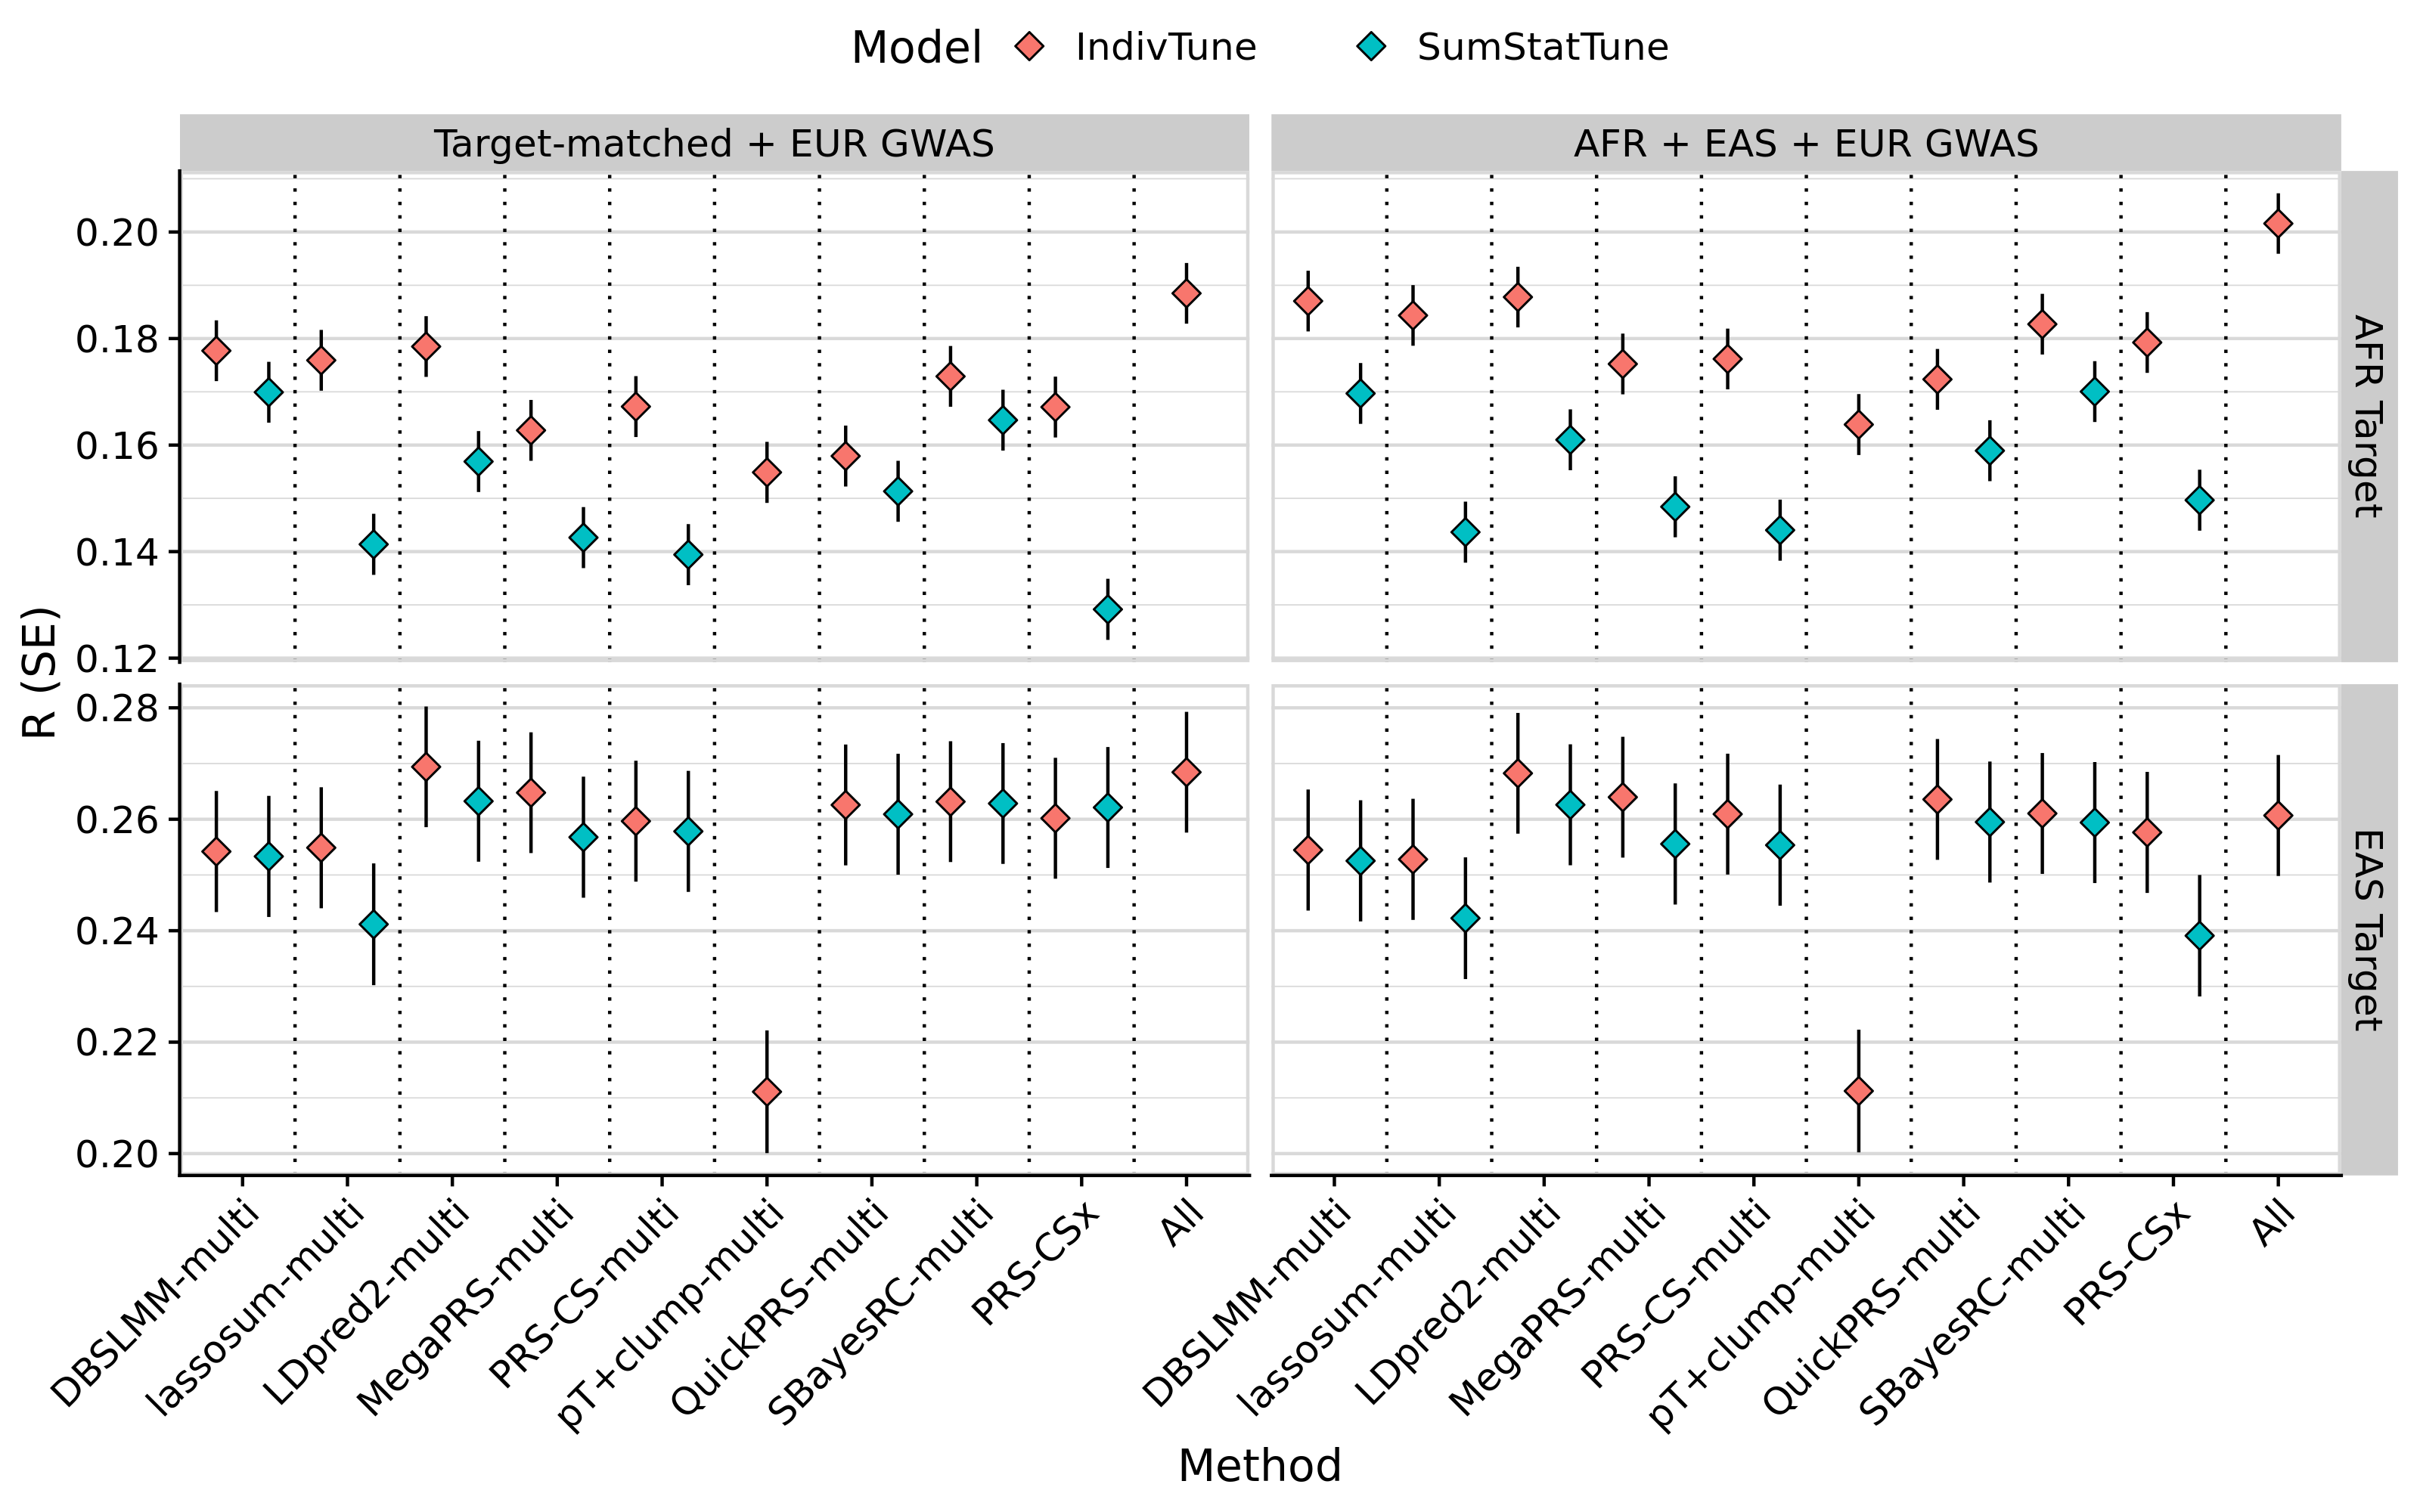 Model IndivTune SumStatTune
Target-matched + EUR GWAS
AFR + EAS + EUR GWAS
R (SE)
0.20
0.18
0.16
0.14
0.12
AFR Target
0.28
0.26
0.24
0.22
0.20
EAS Target
DBSLMM-multi
lassosum-multi
LDpred2-multi
MegaPRS-multi
PRS-CS-multi
pT+clump-multi
QuickPRS-multi
SBayesRC-multi
PRS-CSx
All
DBSLMM-multi
lassosum-multi
LDpred2-multi
MegaPRS-multi
PRS-CS-multi
pT+clump-multi
QuickPRS-multi
SBayesRC-multi
PRS-CSx
All
Method